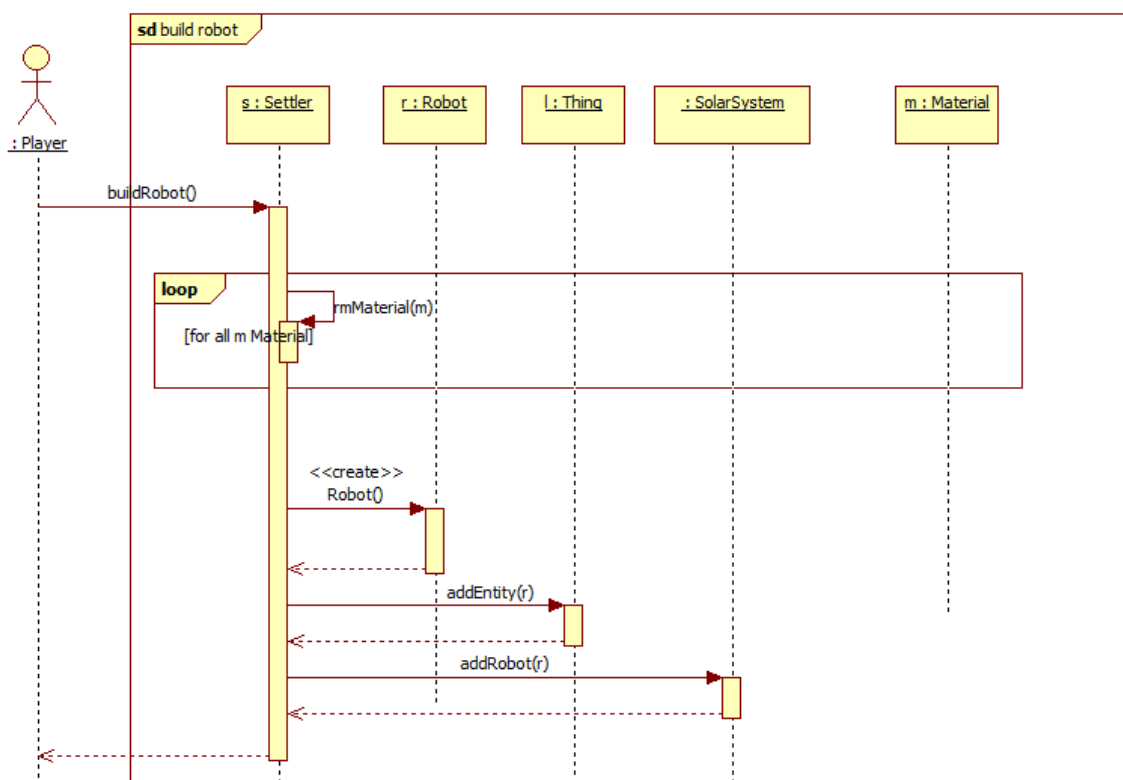 sd build robot
: Player
s : Settler
r : Robot
l : Thing
: SolarSystem
m : Material
buildRobot()
loop
rmMaterial(m)
[for all m Material]
<<create>>
Robot()
addEntity(r)
addRobot(r)